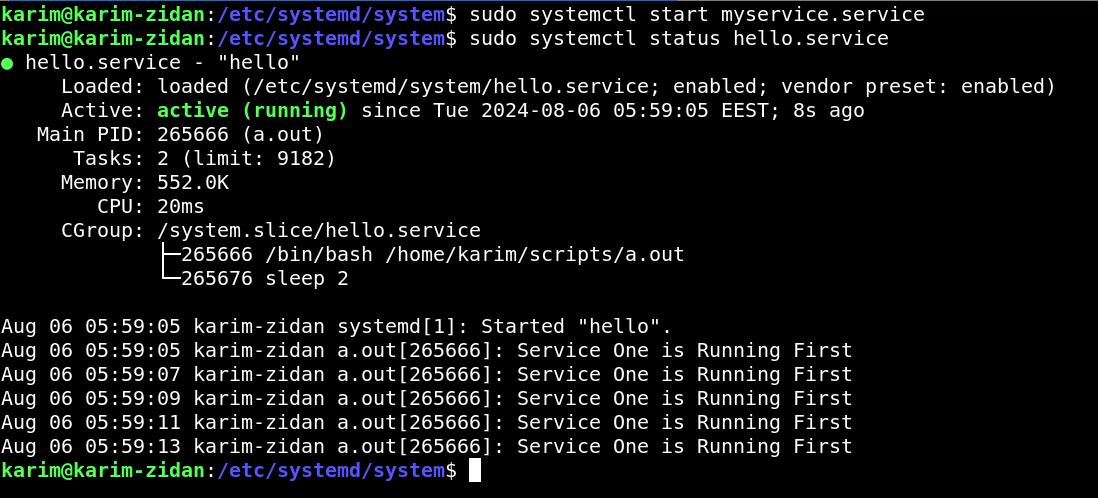 karim@karim-zidan:/etc/systemd/system$ sudo systemctl start myservice.service
karim@karim-zidan:/etc/systemd/system$ sudo systemctl status hello.service
● hello.service - "hello"
     Loaded: loaded (/etc/systemd/system/hello.service; enabled; vendor preset: enabled)
     Active: active (running) since Tue 2024-08-06 05:59:05 EEST; 8s ago
   Main PID: 265666 (a.out)
      Tasks: 2 (limit: 9182)
     Memory: 552.0K
        CPU: 20ms
     CGroup: /system.slice/hello.service
             ├─265666 /bin/bash /home/karim/scripts/a.out
             └─265676 sleep 2

Aug 06 05:59:05 karim-zidan systemd[1]: Started "hello".
Aug 06 05:59:05 karim-zidan a.out[265666]: Service One is Running First
Aug 06 05:59:07 karim-zidan a.out[265666]: Service One is Running First
Aug 06 05:59:09 karim-zidan a.out[265666]: Service One is Running First
Aug 06 05:59:11 karim-zidan a.out[265666]: Service One is Running First
Aug 06 05:59:13 karim-zidan a.out[265666]: Service One is Running First
karim@karim-zidan:/etc/systemd/system$